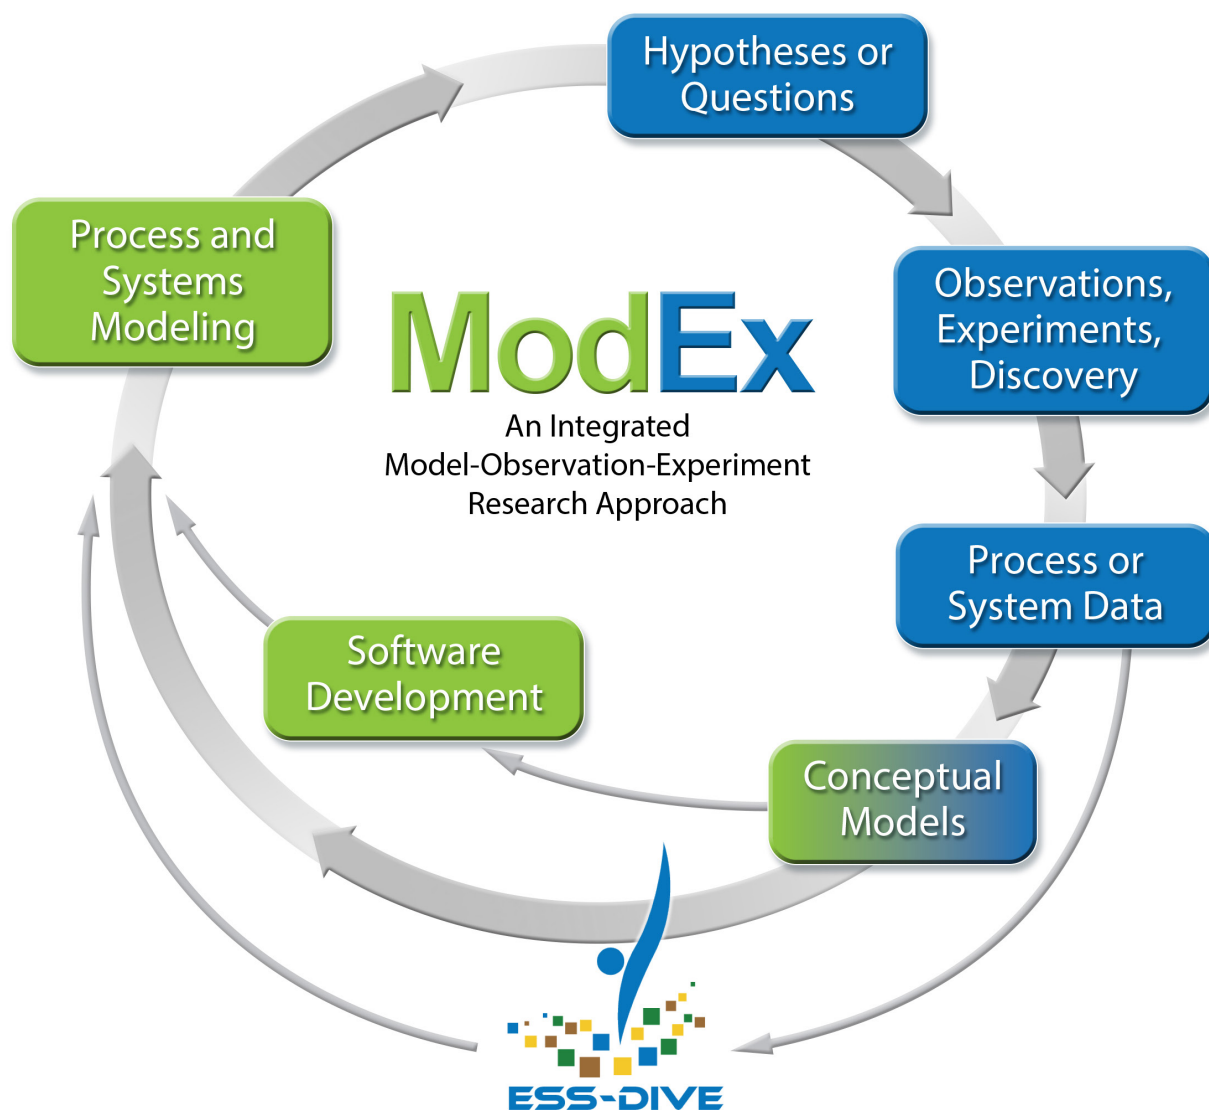 Hypotheses or
Questions
Process and
Systems
Modeling
Observations,
Experiments,
Discovery
ModEx
An Integrated
Model-Observation-Experiment
Research Approach
Process or
System Data
Software
Development
Conceptual
Models
ESS-DIVE